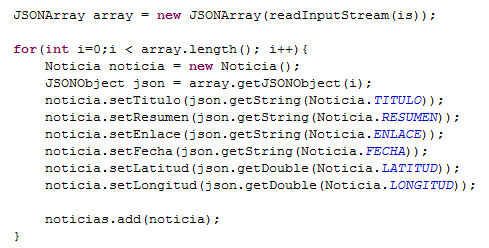 JSONArray array = new JSONArray(readInputStream(is));

for(int i=0;i < array.length(); i++){
    Noticia noticia = new Noticia();
    JSONObject json = array.getJSONObject(i);
    noticia.setTitulo(json.getString(Noticia.TITULO));
    noticia.setResumen(json.getString(Noticia.RESUMEN));
    noticia.setEnlace(json.getString(Noticia.ENLACE));
    noticia.setFecha(json.getString(Noticia.FECHA));
    noticia.setLatitud(json.getDouble(Noticia.LATITUD));
    noticia.setLongitud(json.getDouble(Noticia.LONGITUD));

    noticias.add(noticia);
}